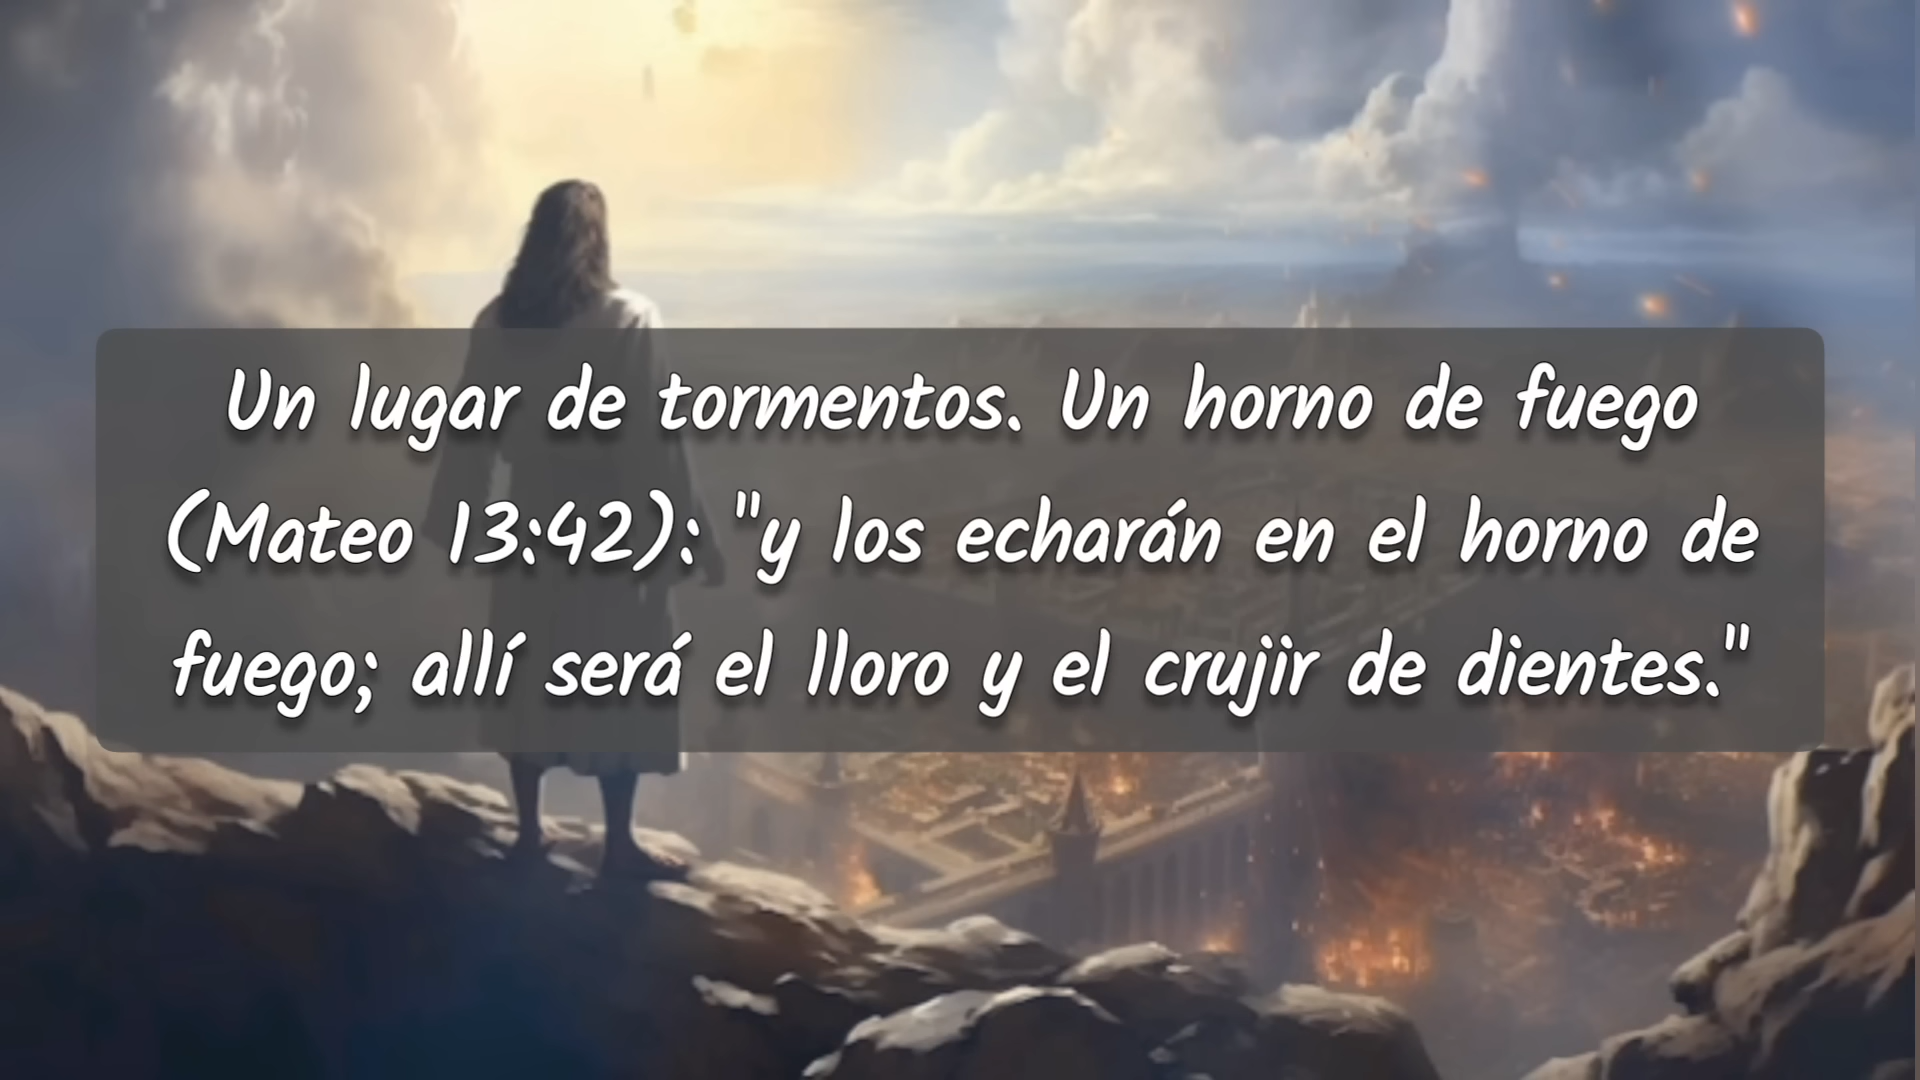 Un lugar de tormentos. Un horno de fuego
(Mateo 13:42): "y los echarán en el horno de
fuego; allí será el lloro y el crujir de dientes."